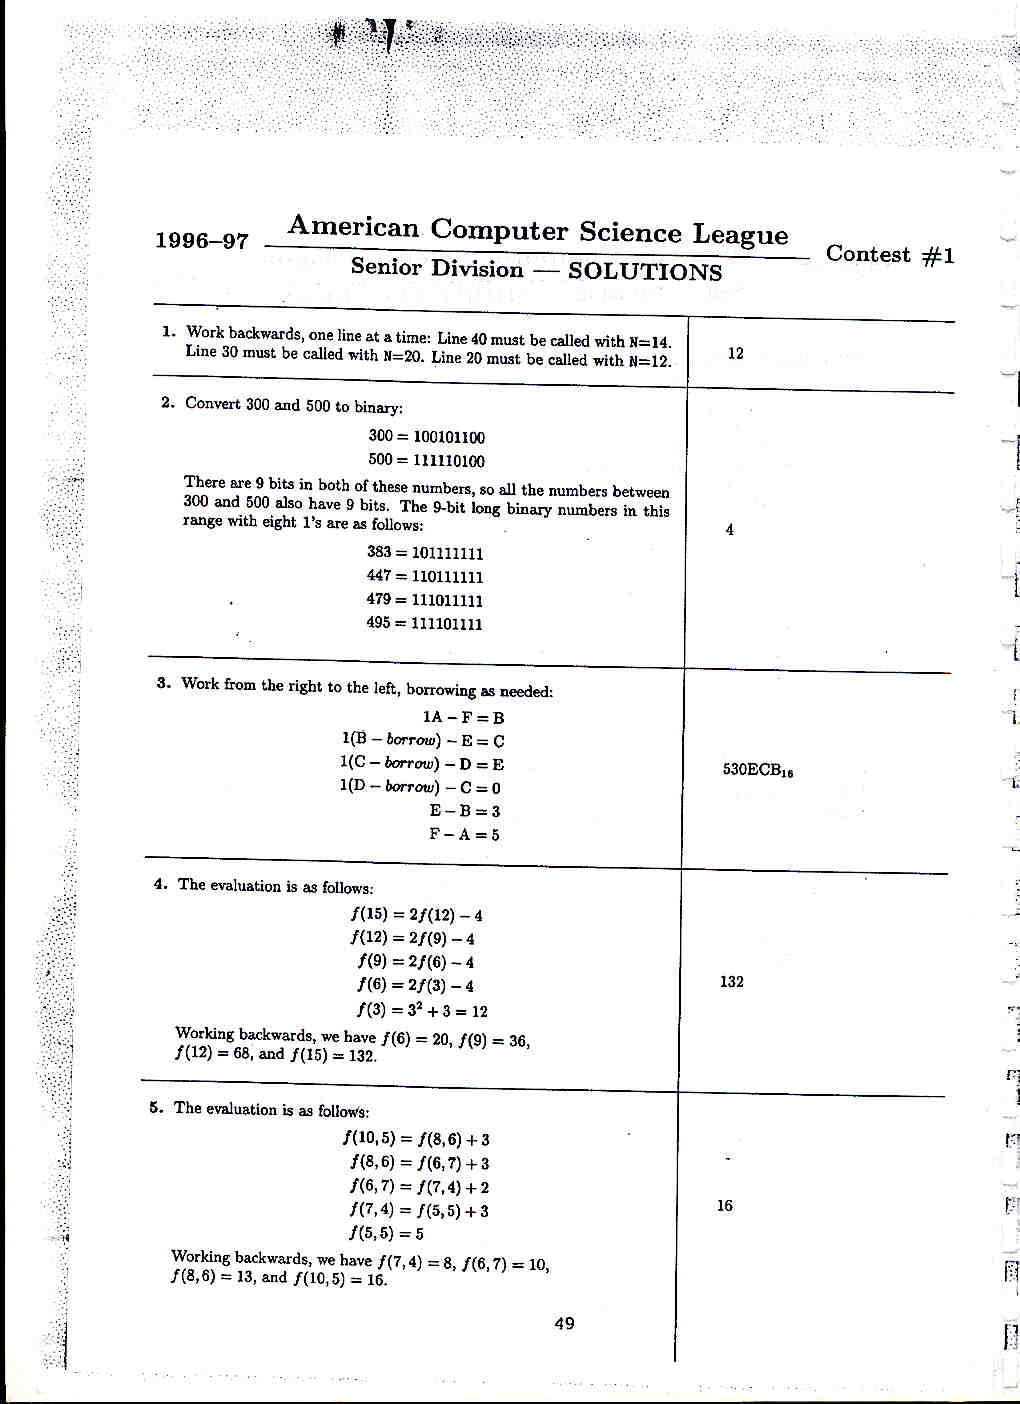 1996–97
American Computer Science League
Contest #1
Senior Division — SOLUTIONS
1. Work backwards, one line at a time: Line 40 must be called with N=14.
Line 30 must be called with N=20. Line 20 must be called with N=12.
12
2. Convert 300 and 500 to binary:
300 = 100101100
500 = 111110100
There are 9 bits in both of these numbers, so all the numbers between
300 and 500 also have 9 bits. The 9-bit long binary numbers in this
range with eight 1's are as follows:
383 = 101111111
447 = 110111111
479 = 111011111
495 = 111101111
4
3. Work from the right to the left, borrowing as needed:
1A – F = B
1(B – borrow) – E = C
1(C – borrow) – D = E
1(D – borrow) – C = 0
E – B = 3
F – A = 5
530ECB₁₆
4. The evaluation is as follows:
f(15) = 2f(12) – 4
f(12) = 2f(9) – 4
f(9) = 2f(6) – 4
f(6) = 2f(3) – 4
f(3) = 3² + 3 = 12
Working backwards, we have f(6) = 20, f(9) = 36,
f(12) = 68, and f(15) = 132.
132
5. The evaluation is as follows:
f(10,5) = f(8,6) + 3
f(8,6) = f(6,7) + 3
f(6,7) = f(7,4) + 2
f(7,4) = f(5,5) + 3
f(5,5) = 5
Working backwards, we have f(7,4) = 8, f(6,7) = 10,
f(8,6) = 13, and f(10,5) = 16.
16
49